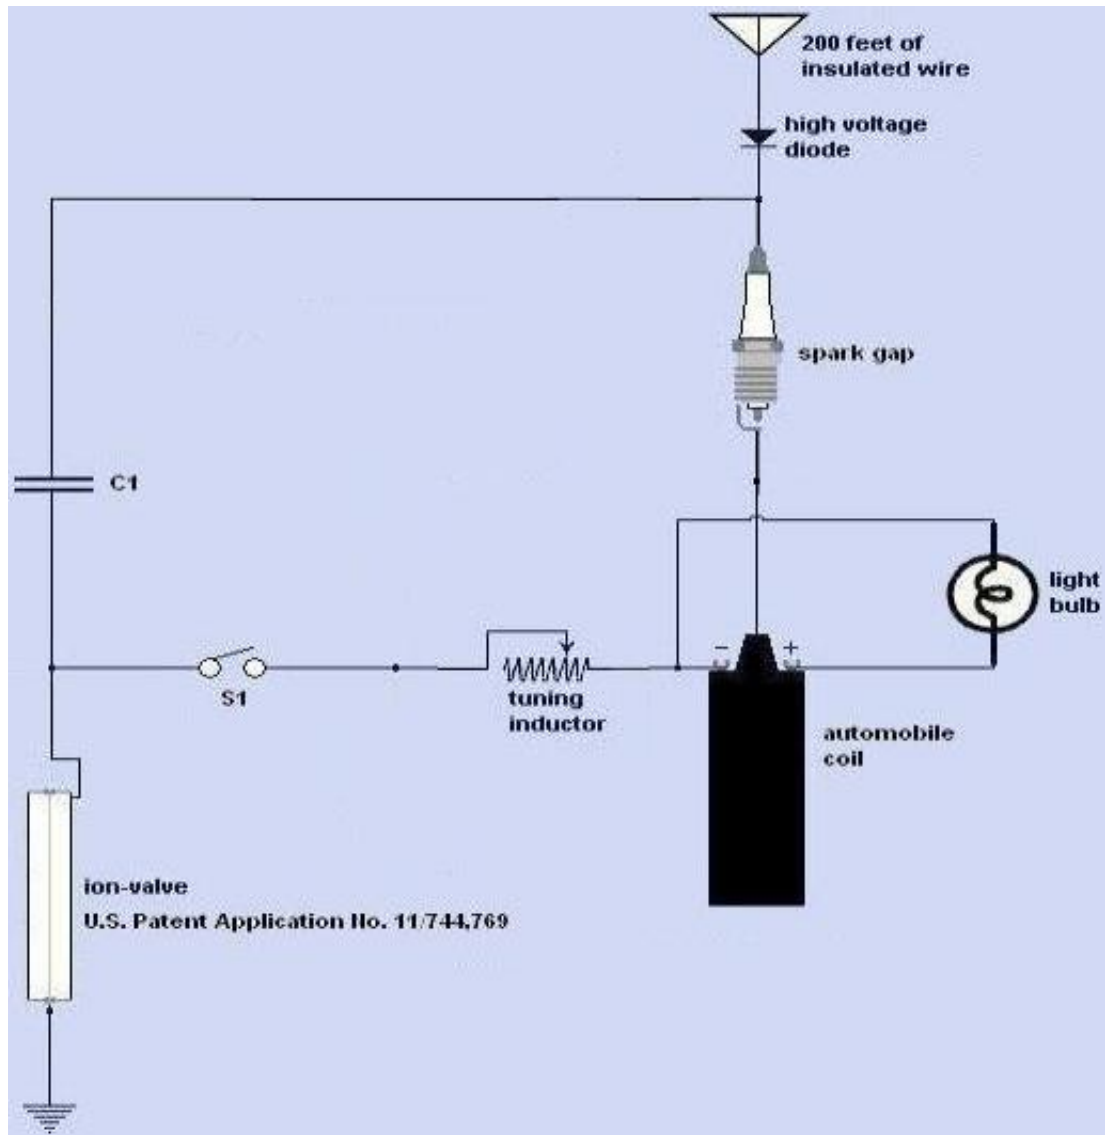 200 feet of
insulated wire
high voltage
diode
spark gap
C1
light
bulb
- +
S1
tuning
inductor
automobile
coil
ion-valve
U.S. Patent Application No. 11/744,769